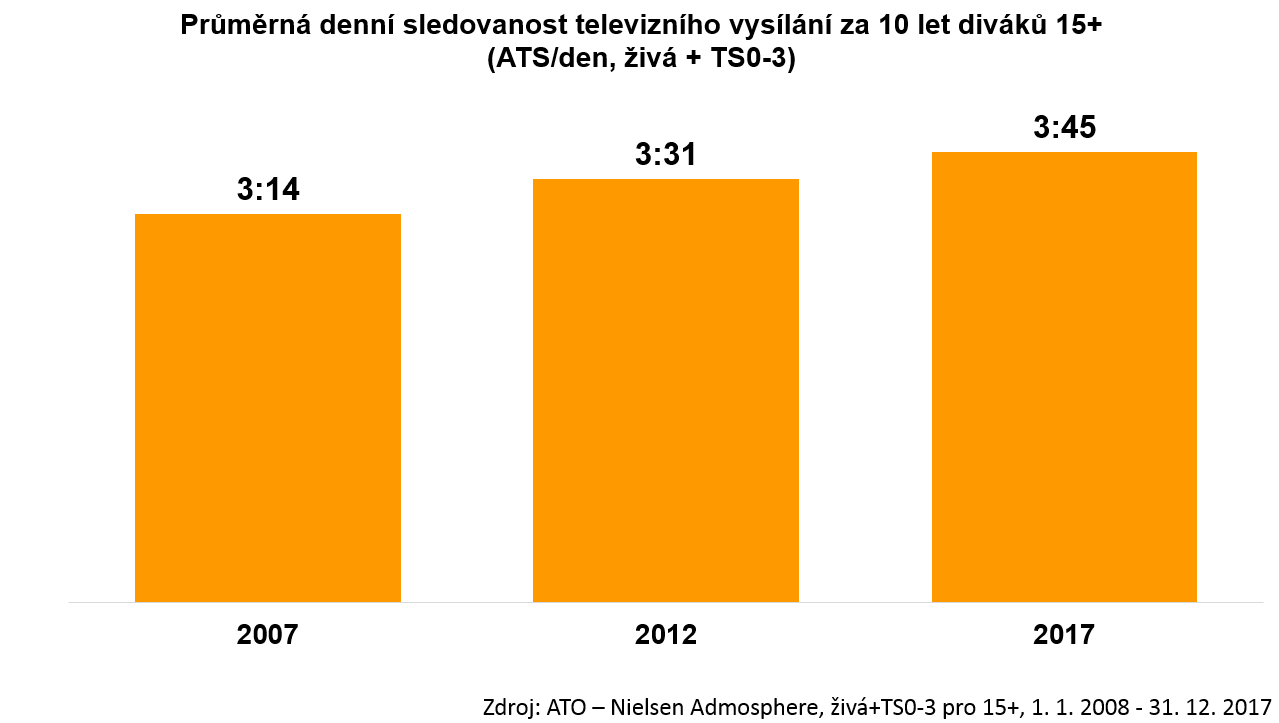 Průměrná denní sledovanost televizního vysílání za 10 let diváků 15+
(ATS/den, živá + TS0-3)
3:14
3:31
3:45
2007
2012
2017
Zdroj: ATO – Nielsen Admosphere, živá+TS0-3 pro 15+, 1. 1. 2008 - 31. 12. 2017